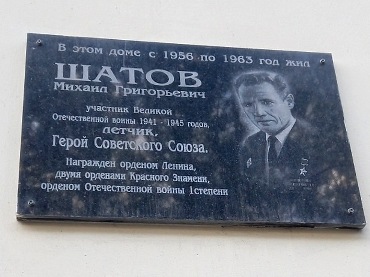 В этом доме с 1956 по 1963 год жил
ШАТОВ
Михаил Григорьевич
участник Великой
Отечественной войны 1941 - 1945 годов,
летчик,
Герой Советского Союза.
Награжден орденом Ленина,
двумя орденами Красного Знамени,
орденом Отечественной войны 1степени